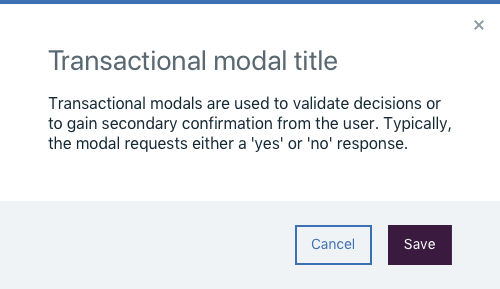 Transactional modal title
Transactional modals are used to validate decisions or
to gain secondary confirmation from the user. Typically,
the modal requests either a 'yes' or 'no' response.
Cancel Save